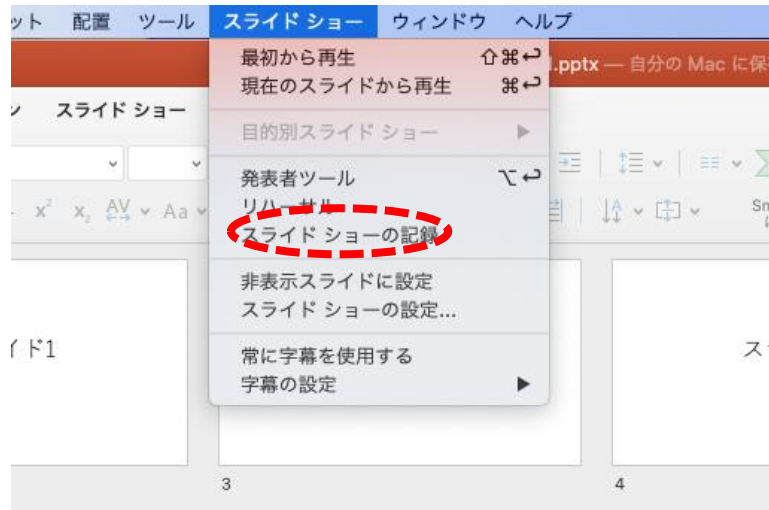 ット 配置 ツール スライド ショー ウィンドウ ヘルプ
.pptx — 自分の Mac に保
スライド ショー
最初から再生 ⇧⌘↩
現在のスライドから再生 ⌘↩
目的別スライド ショー ▶
発表者ツール ⌥↩
リハーサル
スライド ショーの記録
非表示スライドに設定
スライド ショーの設定...
常に字幕を使用する
字幕の設定 ▶
x² x₂ AV Aa
Sm
イド1
ス
3
4